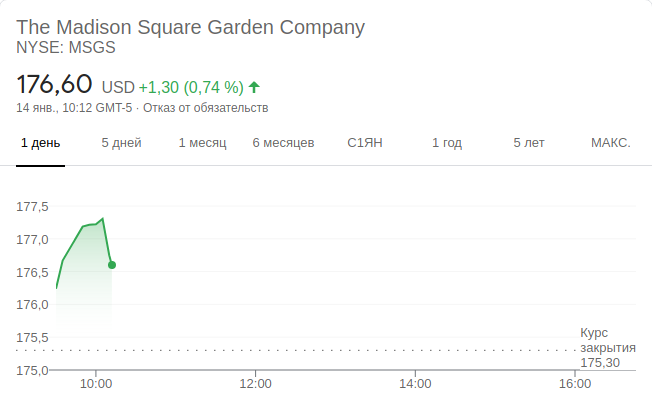 The Madison Square Garden Company
NYSE: MSGS
176,60 USD +1,30 (0,74 %)
14 янв., 10:12 GMT-5 · Отказ от обязательств
1 день 5 дней 1 месяц 6 месяцев С1ЯН 1 год 5 лет МАКС.
177,5
177,0
176,5
176,0
175,5
175,0
Курс
закрытия
175,30
10:00 12:00 14:00 16:00